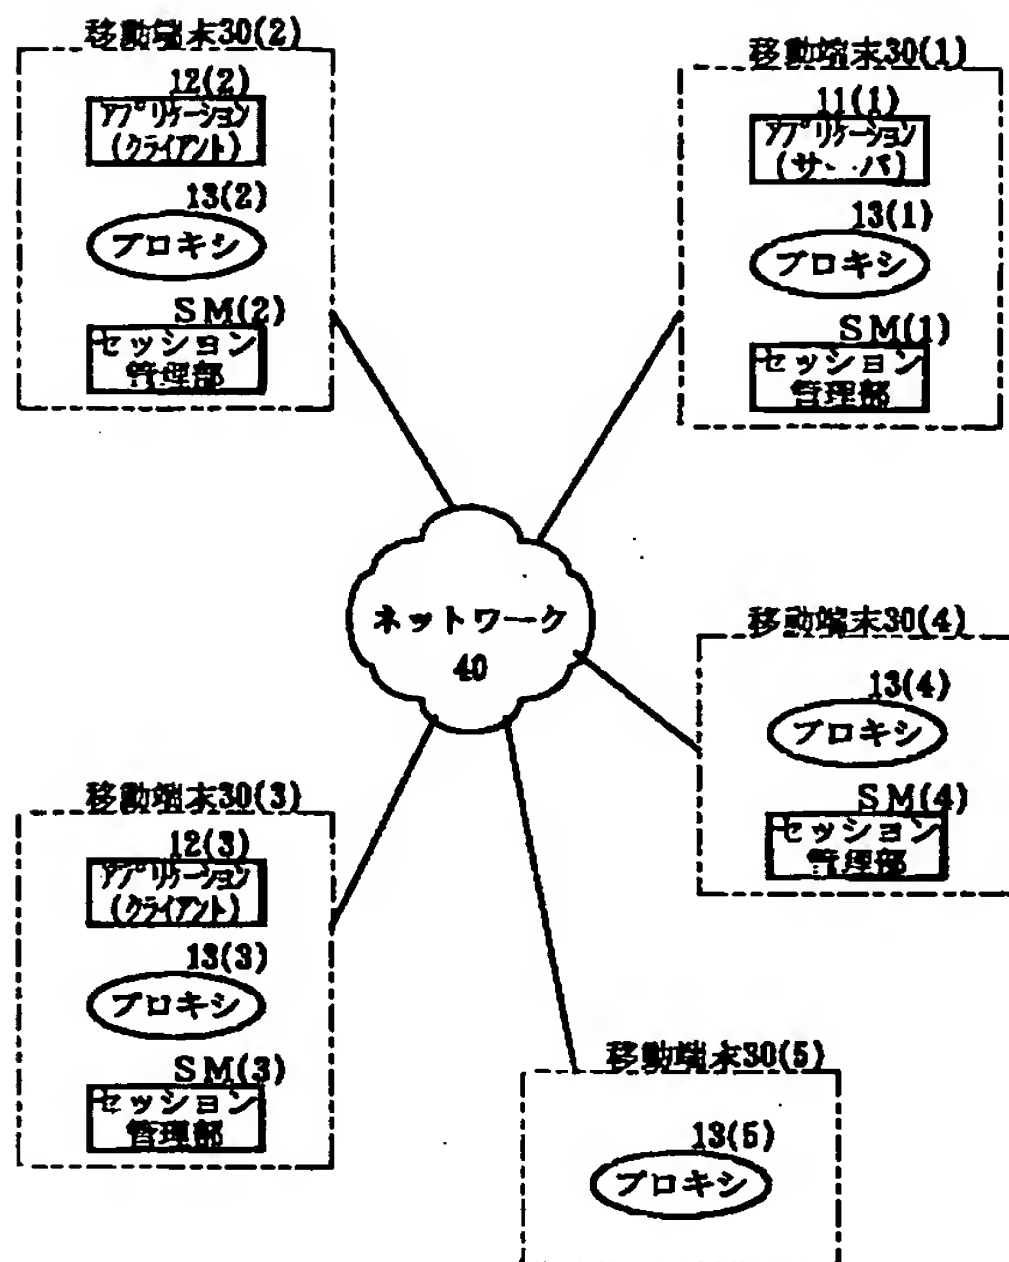 移動端末30(2)
12(2)
アプリケーション
(クライアント)
13(2)
プロキシ
SM(2)
セッション
管理部
移動端末30(1)
11(1)
アプリケーション
(サーバ)
13(1)
プロキシ
SM(1)
セッション
管理部
ネットワーク
40
移動端末30(4)
13(4)
プロキシ
SM(4)
セッション
管理部
移動端末30(3)
12(3)
アプリケーション
(クライアント)
13(3)
プロキシ
SM(3)
セッション
管理部
移動端末30(5)
13(5)
プロキシ